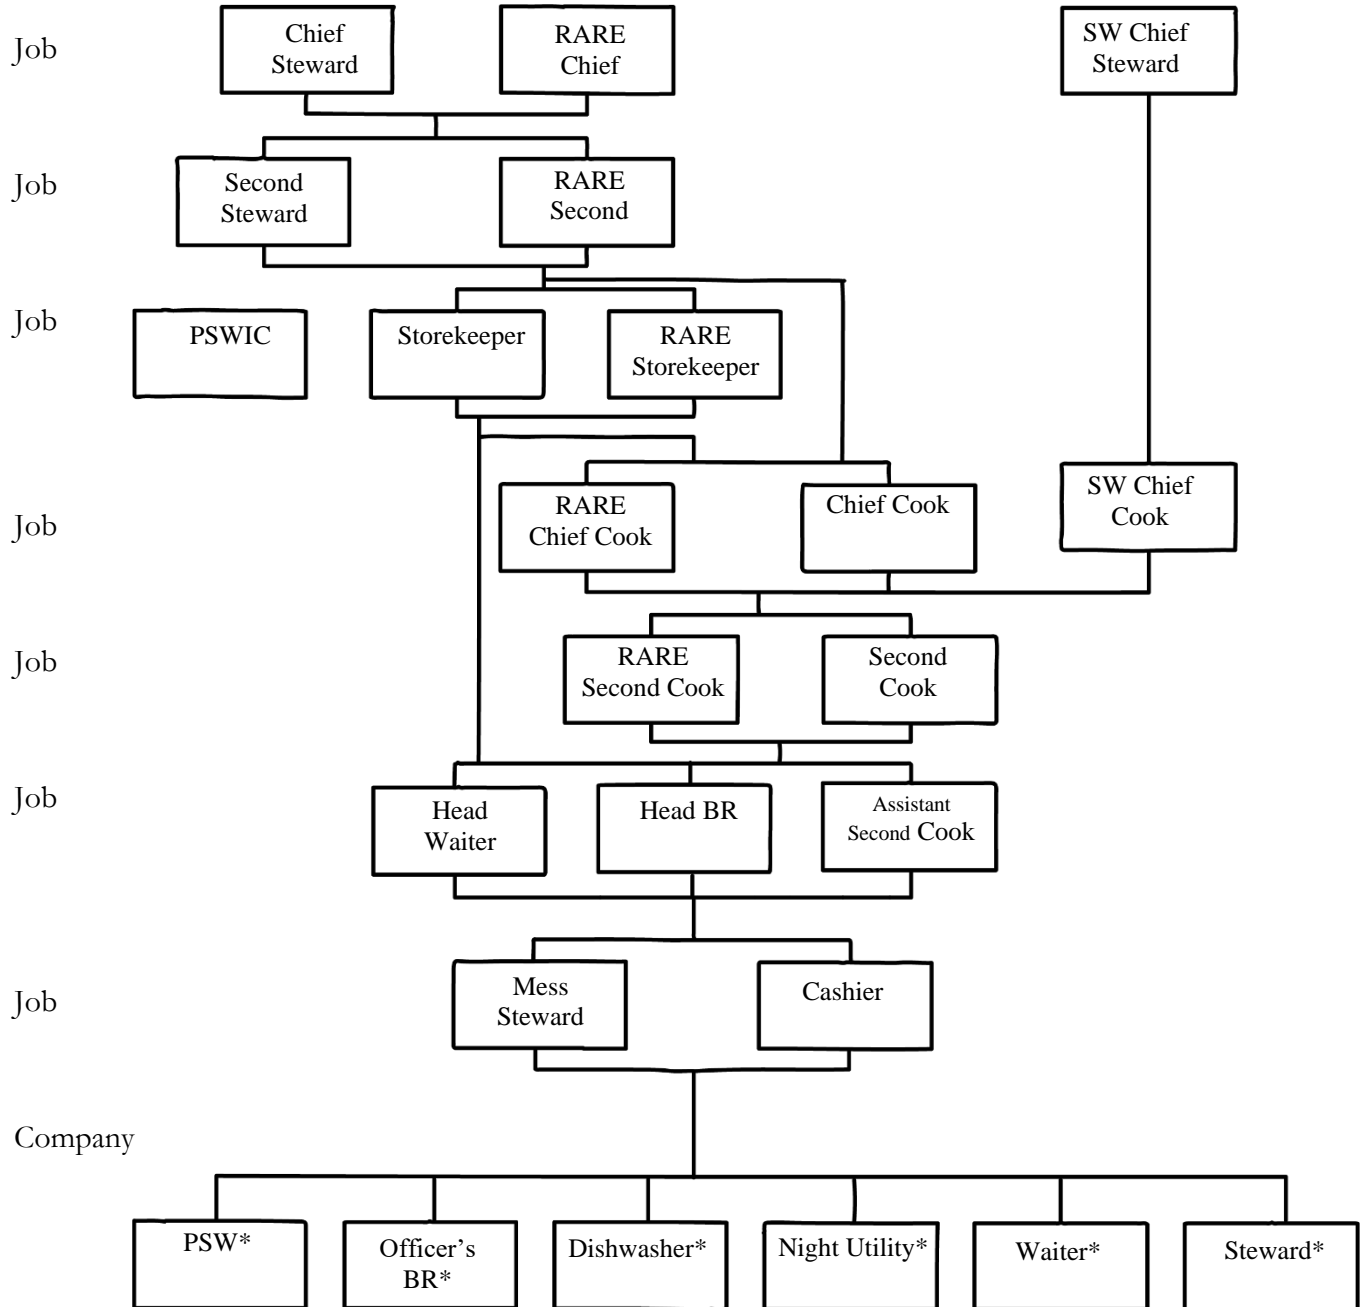 Job
Chief
Steward
RARE
Chief
SW Chief
Steward
Job
Second
Steward
RARE
Second
Job
PSWIC
Storekeeper
RARE
Storekeeper
Job
RARE
Chief Cook
Chief Cook
SW Chief
Cook
Job
RARE
Second Cook
Second
Cook
Job
Head
Waiter
Head BR
Assistant
Second Cook
Job
Mess
Steward
Cashier
Company
PSW*
Officer's
BR*
Dishwasher*
Night Utility*
Waiter*
Steward*